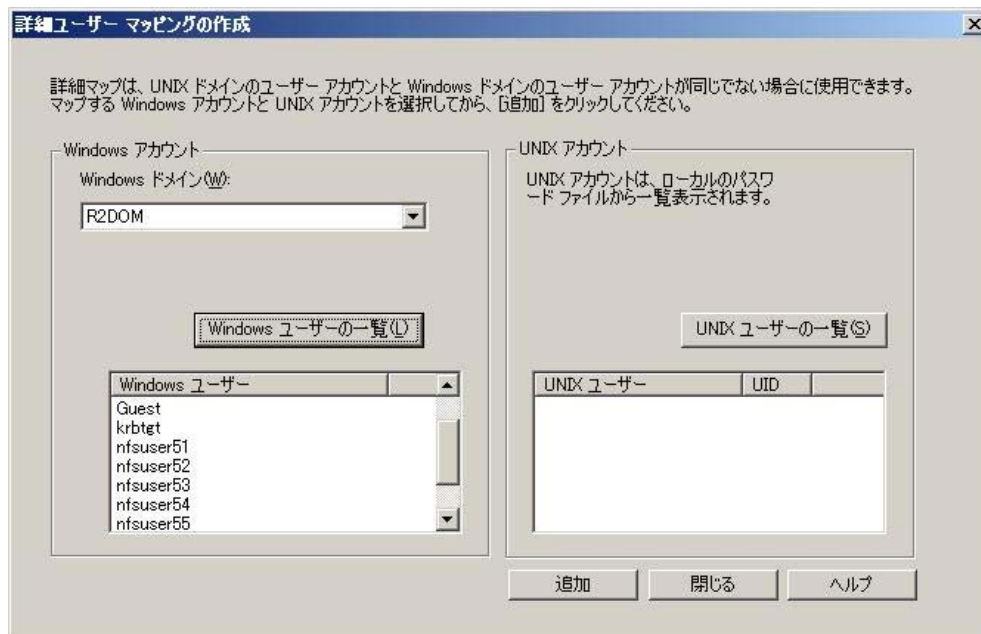 詳細ユーザー マッピングの作成
詳細マップは、UNIX ドメインのユーザー アカウントと Windows ドメインのユーザー アカウントが同じでない場合に使用できます。
マップする Windows アカウントと UNIX アカウントを選択してから、[追加] をクリックしてください。
Windows アカウント
Windows ドメイン(W):
R2DOM
Windows ユーザーの一覧(L)
Windows ユーザー
Guest
krbtgt
nfsuser51
nfsuser52
nfsuser53
nfsuser54
nfsuser55
UNIX アカウント
UNIX アカウントは、ローカルのパスワ
ード ファイルから一覧表示されます。
UNIX ユーザーの一覧(S)
UNIX ユーザー UID
追加 閉じる ヘルプ